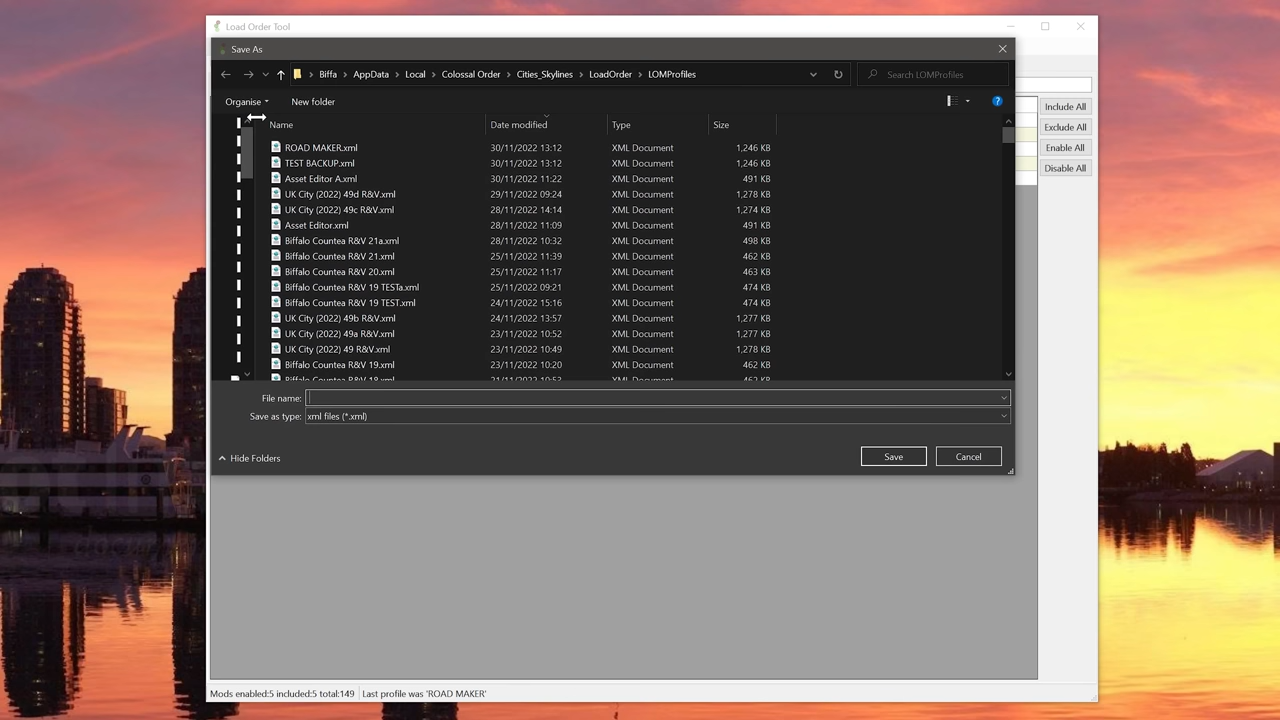 Load Order Tool
Save As
Biffa AppData Local Colossal Order Cities_Skylines LoadOrder LOMProfiles
Search LOMProfiles
Organise New folder
Include All
Exclude All
Enable All
Disable All
Name Date modified Type Size
ROAD MAKER.xml 30/11/2022 13:12 XML Document 1,246 KB
TEST BACKUP.xml 30/11/2022 13:12 XML Document 1,246 KB
Asset Editor A.xml 30/11/2022 11:22 XML Document 491 KB
UK City (2022) 49d R&V.xml 29/11/2022 09:24 XML Document 1,278 KB
UK City (2022) 49c R&V.xml 28/11/2022 14:14 XML Document 1,274 KB
Asset Editor.xml 28/11/2022 11:09 XML Document 491 KB
Biffalo Countea R&V 21a.xml 28/11/2022 10:32 XML Document 498 KB
Biffalo Countea R&V 21.xml 25/11/2022 11:39 XML Document 462 KB
Biffalo Countea R&V 20.xml 25/11/2022 11:17 XML Document 463 KB
Biffalo Countea R&V 19 TESTa.xml 25/11/2022 09:21 XML Document 474 KB
Biffalo Countea R&V 19 TEST.xml 24/11/2022 15:16 XML Document 474 KB
UK City (2022) 49b R&V.xml 24/11/2022 13:57 XML Document 1,277 KB
UK City (2022) 49a R&V.xml 23/11/2022 10:52 XML Document 1,277 KB
UK City (2022) 49 R&V.xml 23/11/2022 10:49 XML Document 1,278 KB
Biffalo Countea R&V 19.xml 23/11/2022 10:20 XML Document 462 KB
Biffalo Countea R&V 18.xml 21/11/2022 10:53 XML Document 462 KB
File name:
Save as type: xml files (*.xml)
Hide Folders
Save Cancel
Mods enabled:5 included:5 total:149 Last profile was 'ROAD MAKER'